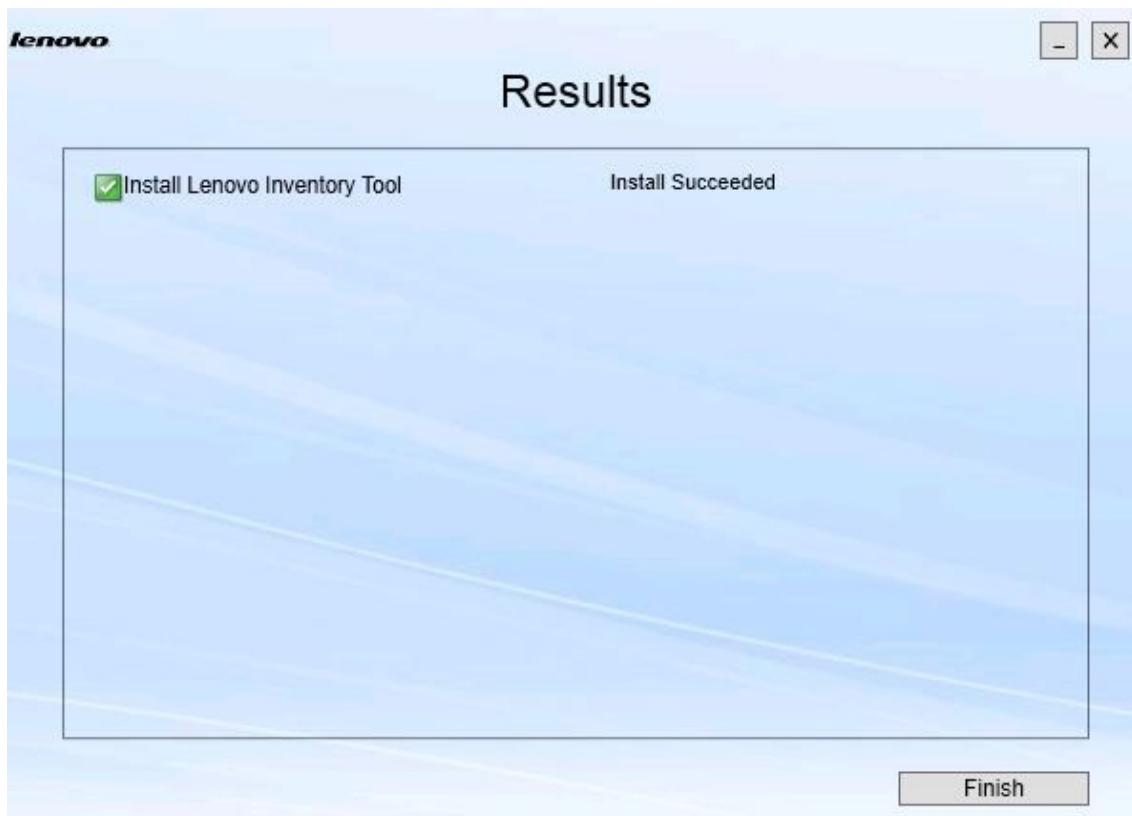 lenovo
Results
Install Lenovo Inventory Tool Install Succeeded
Finish